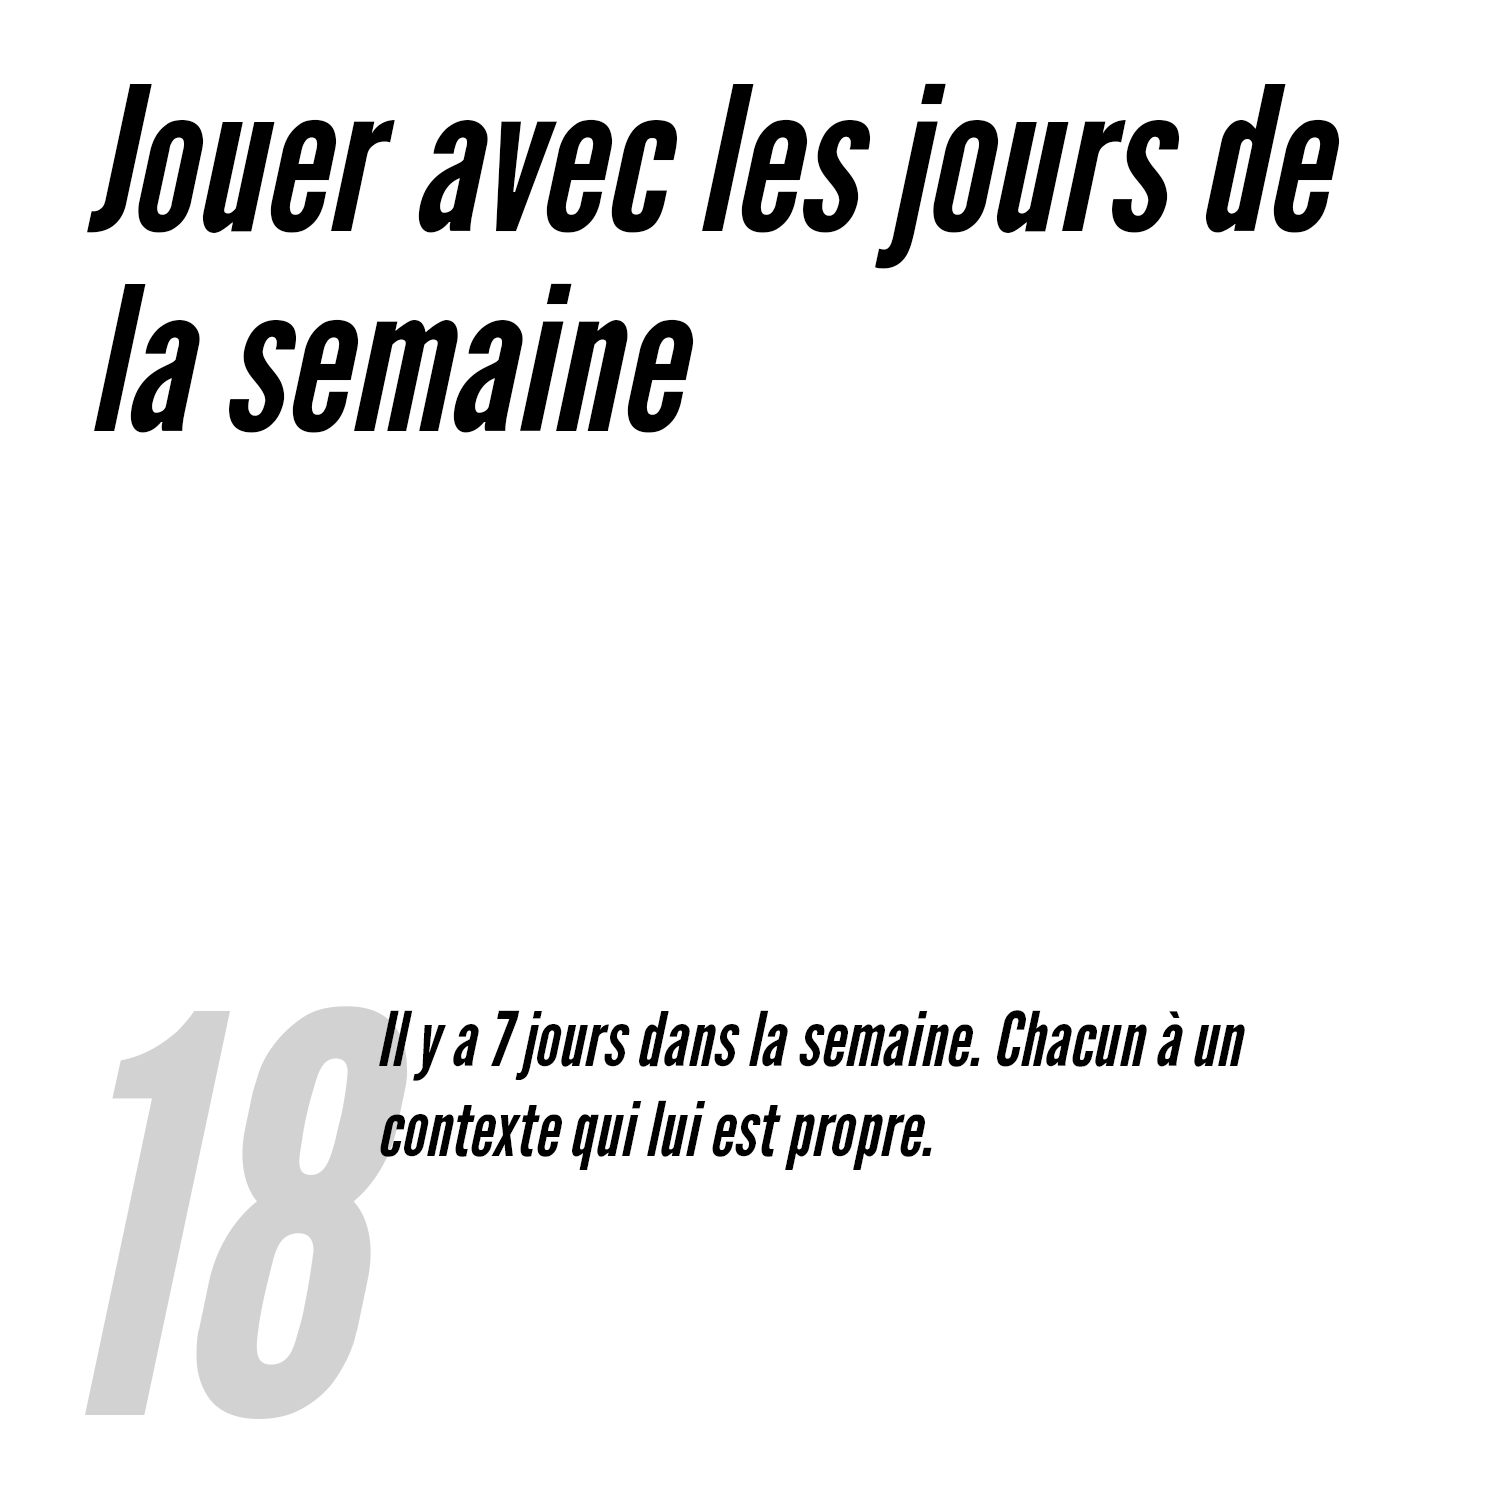 Jouer avec les jours de
la semaine
18
Il y a 7 jours dans la semaine. Chacun à un
contexte qui lui est propre.